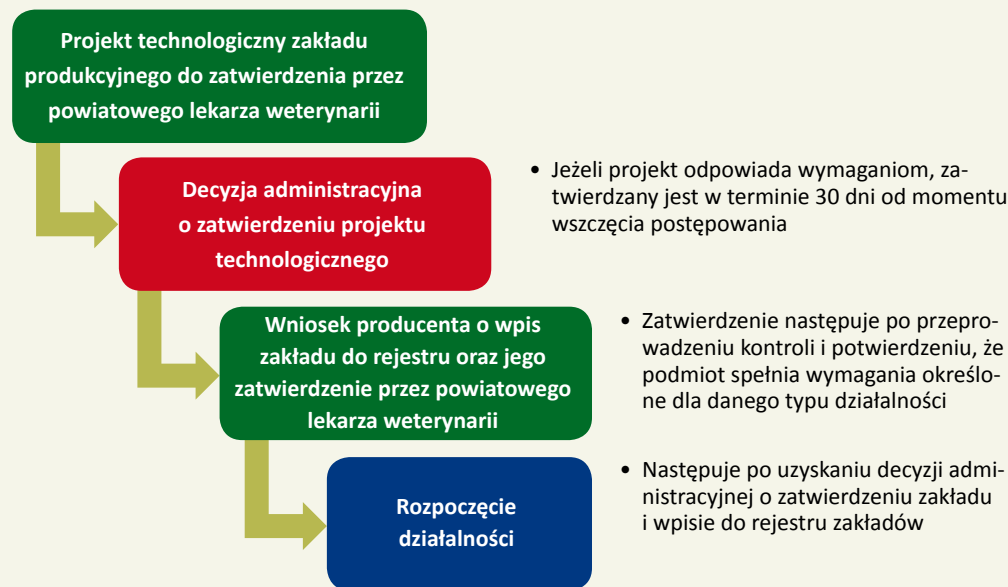 Projekt technologiczny zakładu
produkcyjnego do zatwierdzenia przez
powiatowego lekarza weterynarii
Decyzja administracyjna
o zatwierdzeniu projektu
technologicznego
• Jeżeli projekt odpowiada wymaganiom, za-
twierdzany jest w terminie 30 dni od momentu
wszczęcia postępowania
Wniosek producenta o wpis
zakładu do rejestru oraz jego
zatwierdzenie przez powiatowego
lekarza weterynarii
• Zatwierdzenie następuje po przepro-
wadzeniu kontroli i potwierdzeniu, że
podmiot spełnia wymagania określo-
ne dla danego typu działalności
Rozpoczęcie
działalności
• Następuje po uzyskaniu decyzji admi-
nistracyjnej o zatwierdzeniu zakładu
i wpisie do rejestru zakładów